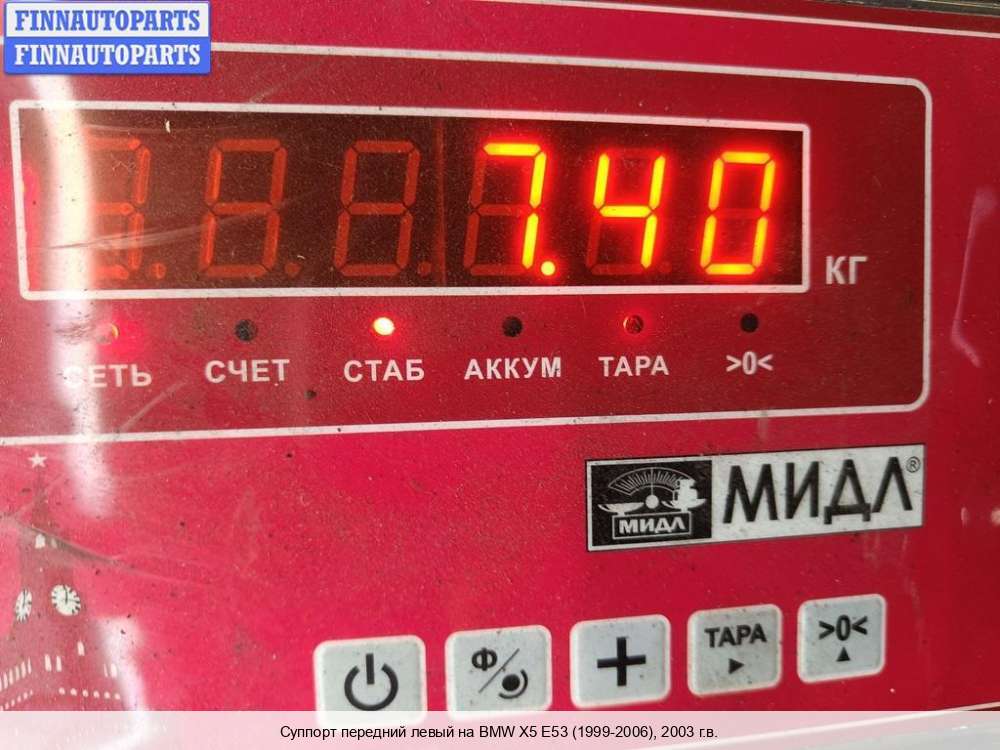 FINNAUTOPARTS
FINNAUTOPARTS
7.40
КГ
СЕТЬ СЧЕТ СТАБ АККУМ ТАРА >0<
МИДЛ МИДЛ®
Ф/ + ТАРА >0<
Суппорт передний левый на BMW X5 E53 (1999-2006), 2003 г.в.